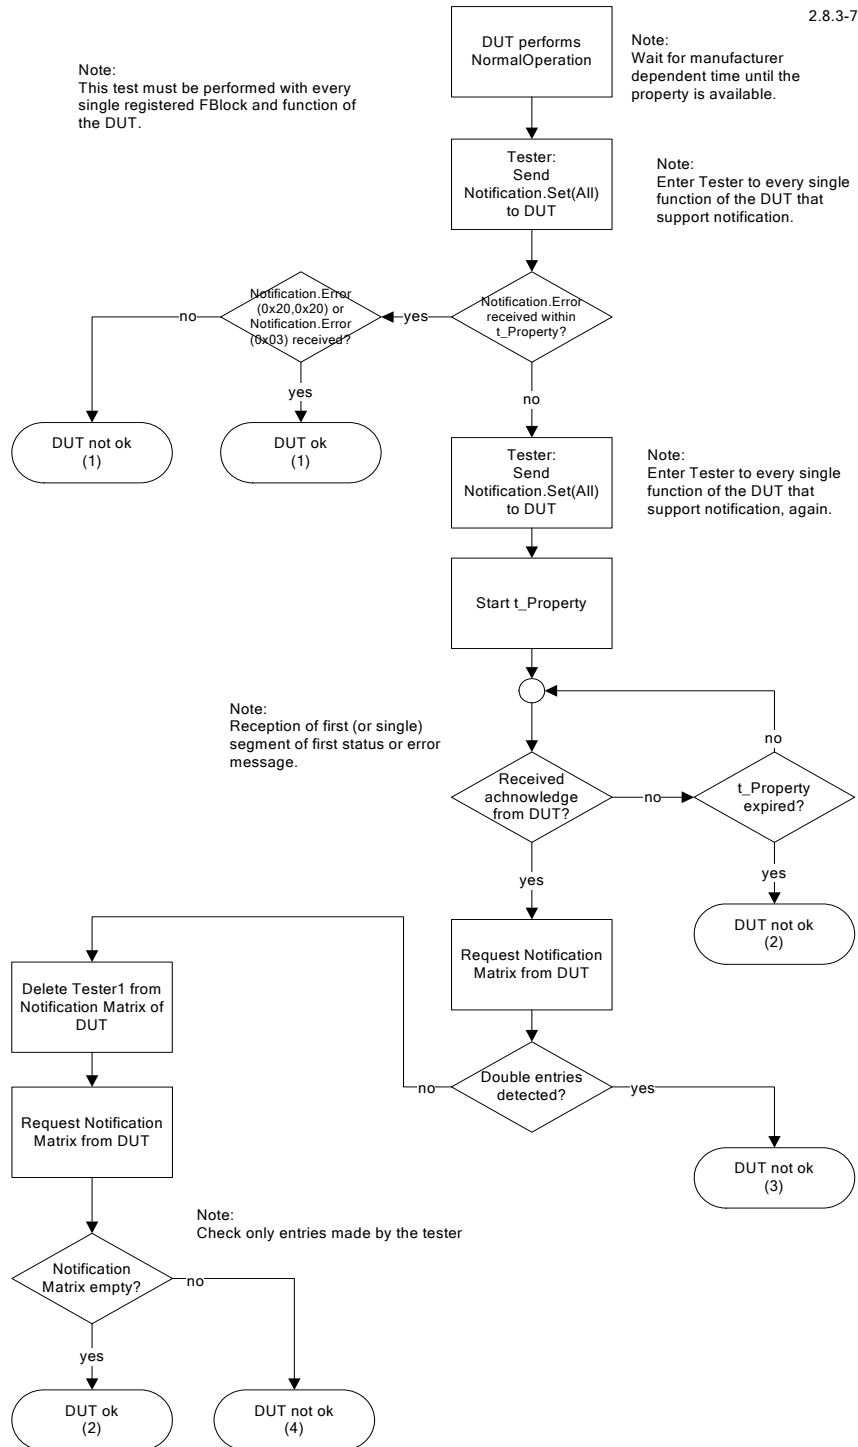 2.8.3-7
DUT performs
NormalOperation
Note:
Wait for manufacturer
dependent time until the
property is available.
Note:
This test must be performed with every
single registered FBlock and function of
the DUT.
Tester:
Send
Notification.Set(All)
to DUT
Note:
Enter Tester to every single
function of the DUT that
support notification.
Notification.Error
(0x20,0x20) or
Notification.Error
(0x03) received?
Notification.Error
received within
t_Property?
no
yes
yes
no
DUT not ok
(1)
DUT ok
(1)
Tester:
Send
Notification.Set(All)
to DUT
Note:
Enter Tester to every single
function of the DUT that
support notification, again.
Start t_Property
Note:
Reception of first (or single)
segment of first status or error
message.
no
Received
achnowledge
from DUT?
no
t_Property
expired?
yes
yes
DUT not ok
(2)
Request Notification
Matrix from DUT
Delete Tester1 from
Notification Matrix of
DUT
Double entries
detected?
no
yes
Request Notification
Matrix from DUT
DUT not ok
(3)
Note:
Check only entries made by the tester
Notification
Matrix empty?
no
yes
DUT ok
(2)
DUT not ok
(4)